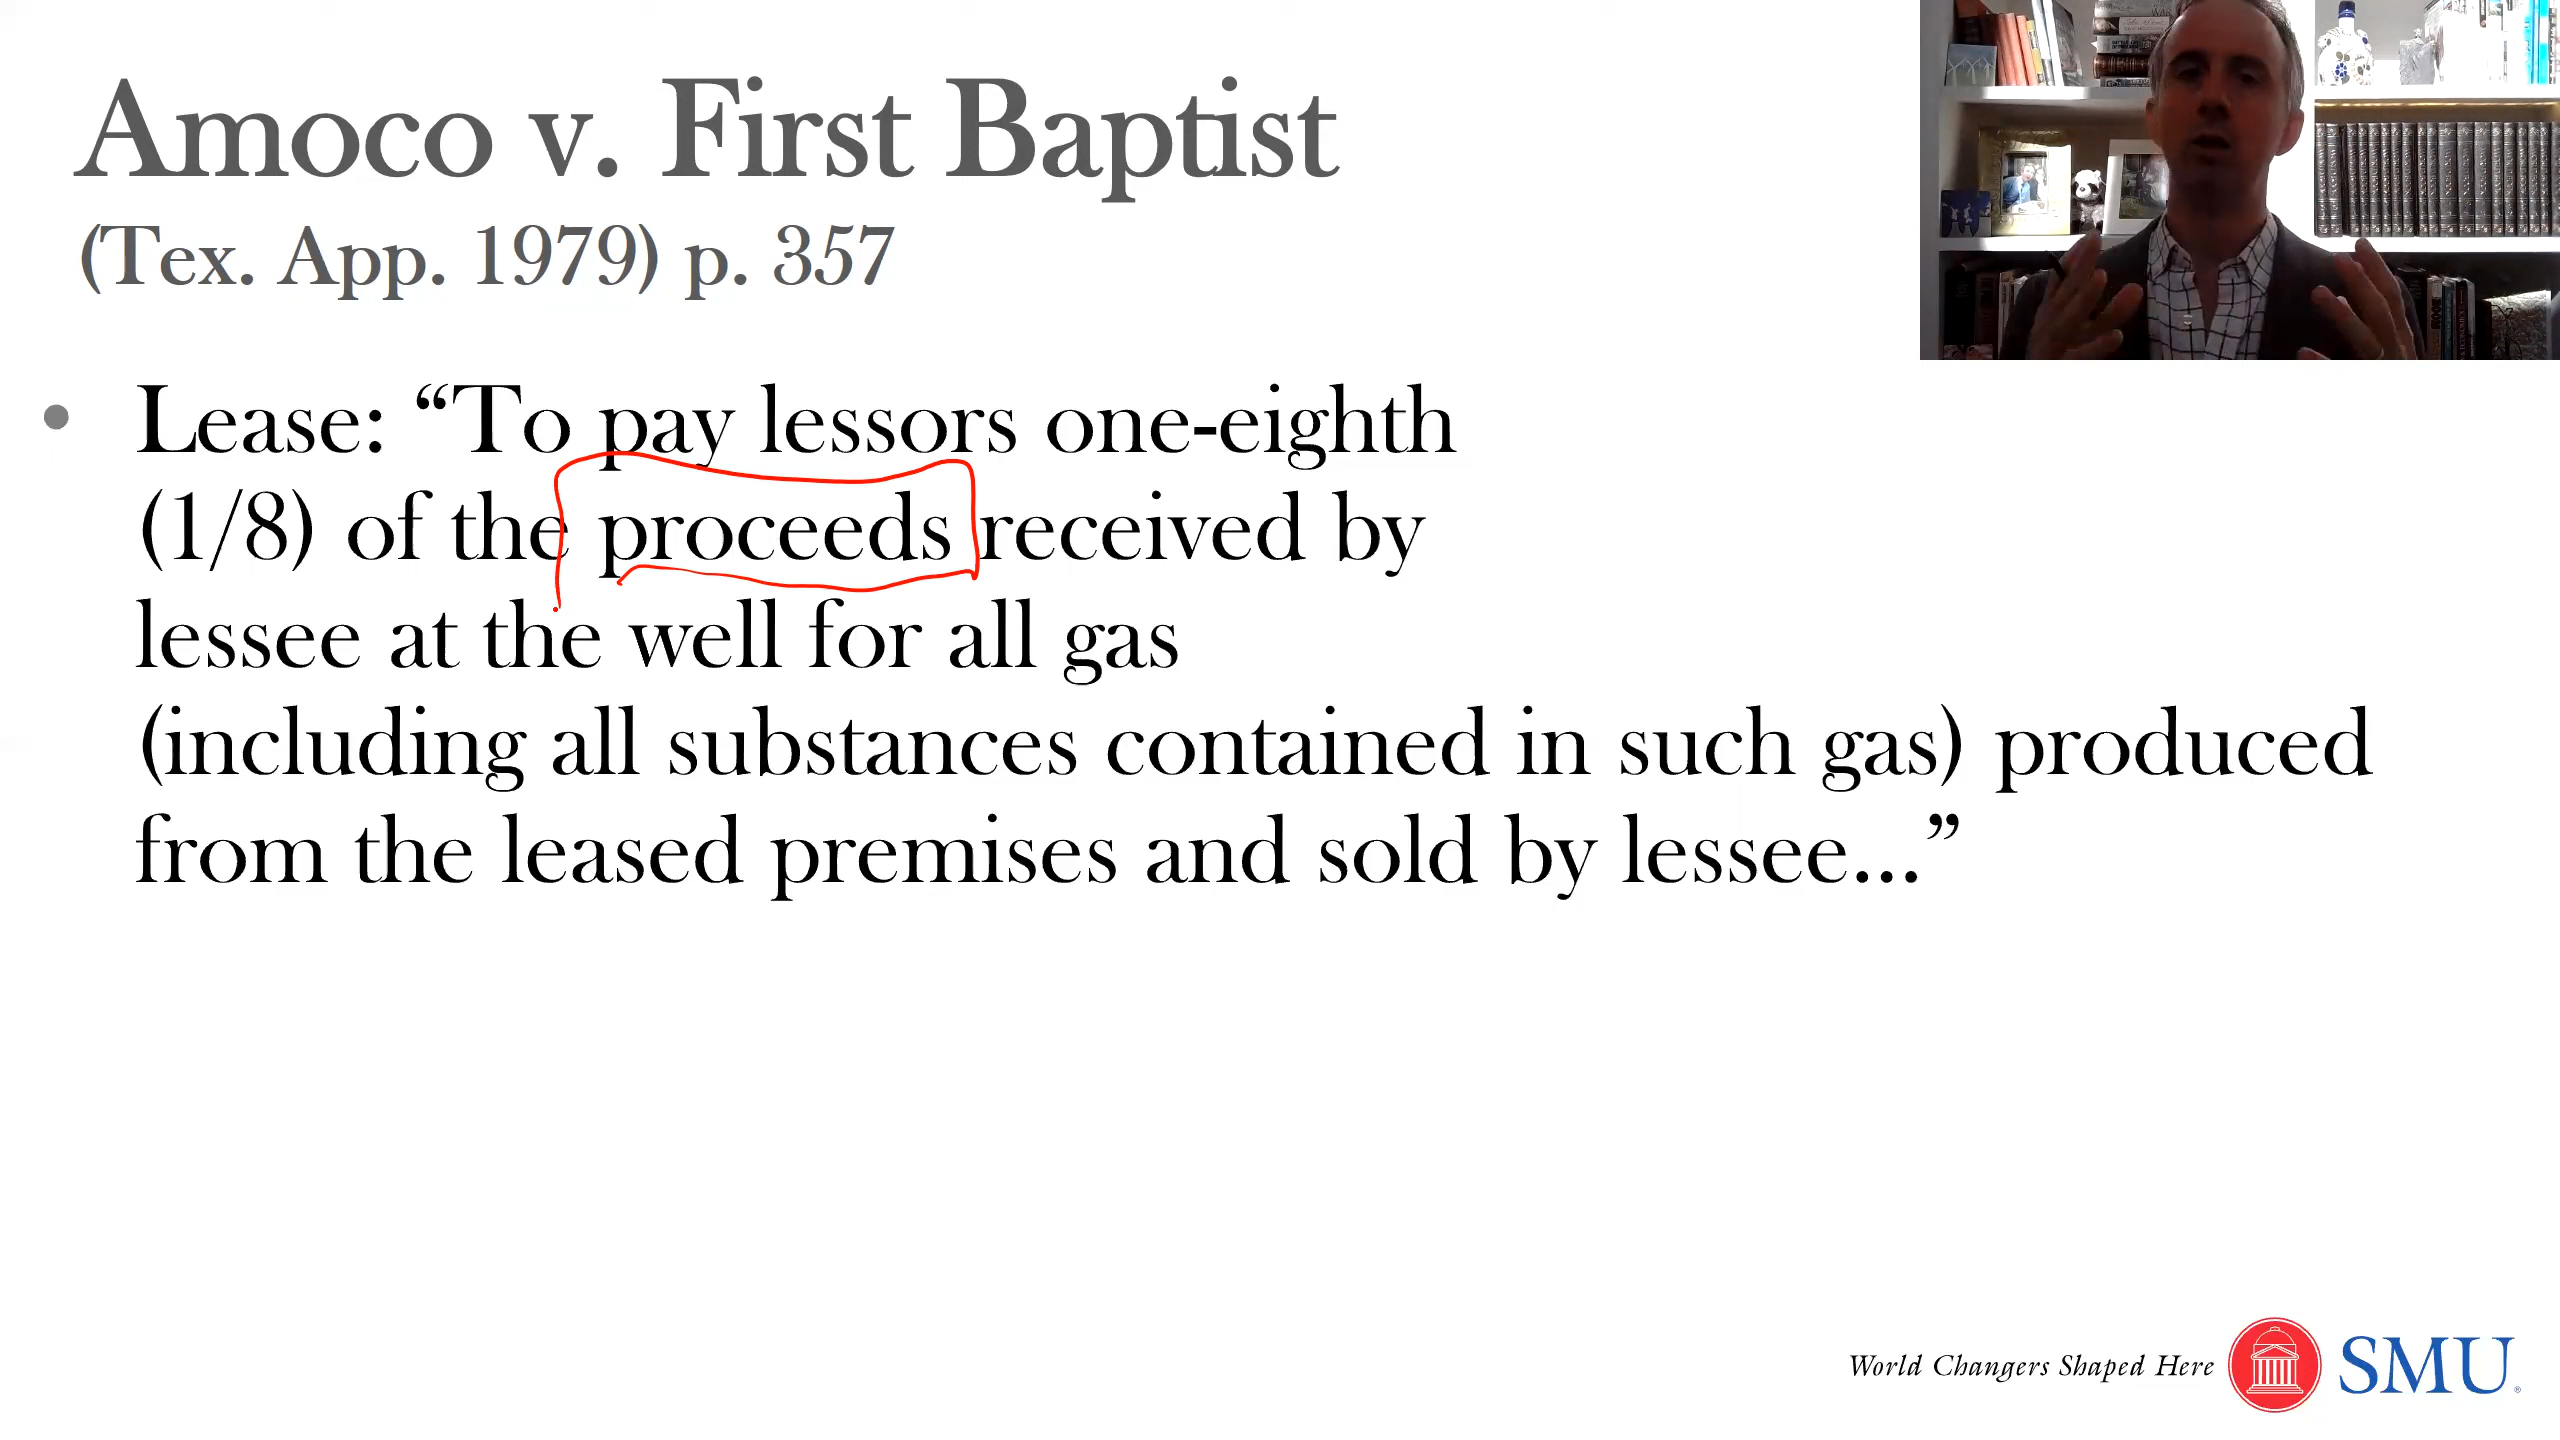 Amoco v. First Baptist
(Tex. App. 1979) p. 357
• Lease: “To pay lessors one-eighth
(1/8) of the proceeds received by
lessee at the well for all gas
(including all substances contained in such gas) produced
from the leased premises and sold by lessee...”
World Changers Shaped Here
SMU®